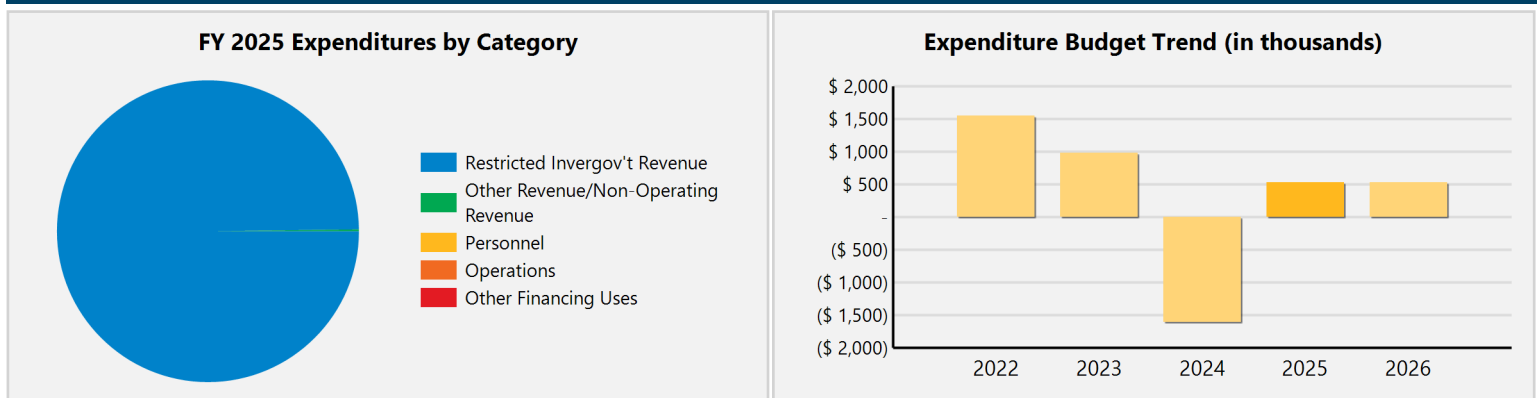 FY 2025 Expenditures by Category
Restricted Invergov't Revenue
Other Revenue/Non-Operating
Revenue
Personnel
Operations
Other Financing Uses
Expenditure Budget Trend (in thousands)
$ 2,000
$ 1,500
$ 1,000
$ 500
-
($ 500)
($ 1,000)
($ 1,500)
($ 2,000)
2022 2023 2024 2025 2026